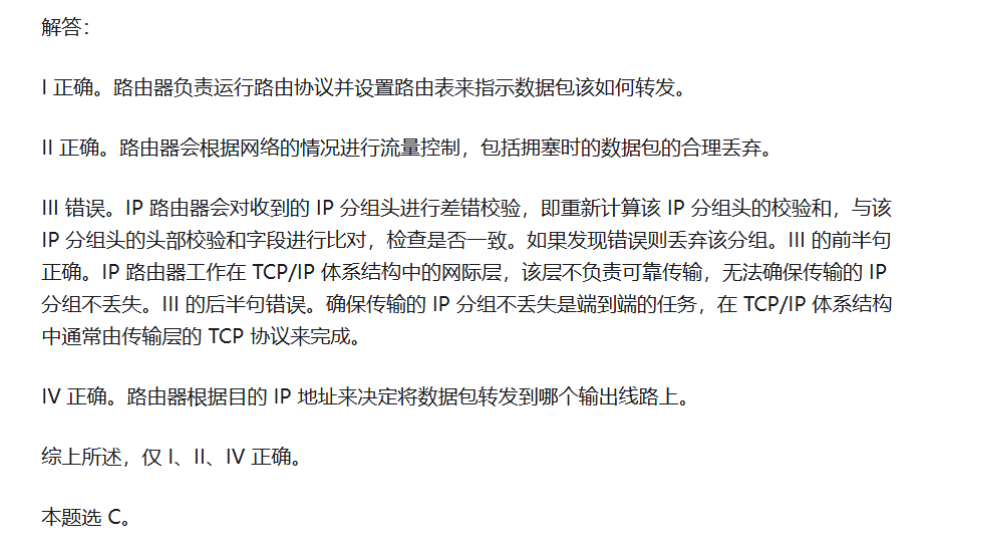 解答：
I 正确。路由器负责运行路由协议并设置路由表来指示数据包该如何转发。
II 正确。路由器会根据网络的情况进行流量控制，包括拥塞时的数据包的合理丢弃。
III 错误。IP 路由器会对收到的 IP 分组头进行差错校验，即重新计算该 IP 分组头的校验和，与该
IP 分组头的头部校验和字段进行比对，检查是否一致。如果发现错误则丢弃该分组。III 的前半句
正确。IP 路由器工作在 TCP/IP 体系结构中的网际层，该层不负责可靠传输，无法确保传输的 IP
分组不丢失。III 的后半句错误。确保传输的 IP 分组不丢失是端到端的任务，在 TCP/IP 体系结构
中通常由传输层的 TCP 协议来完成。
IV 正确。路由器根据目的 IP 地址来决定将数据包转发到哪个输出线路上。
综上所述，仅 I、II、IV 正确。
本题选 C。